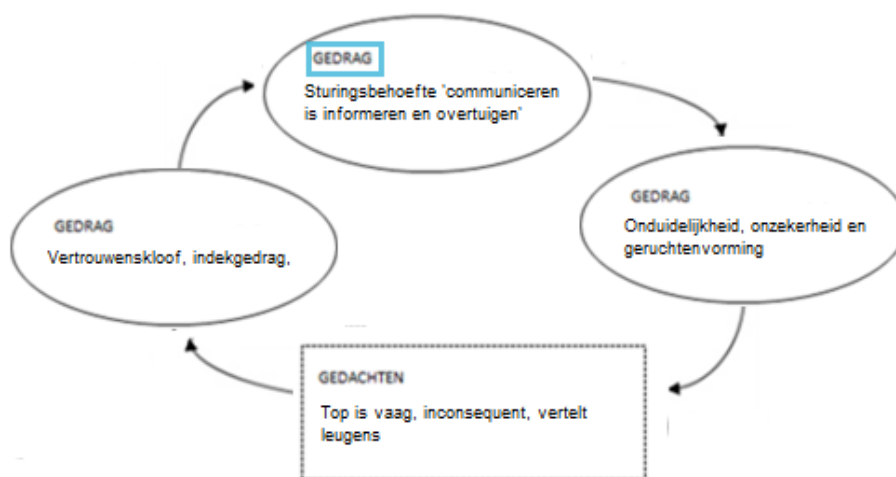 GEDRAG
Sturingsbehoefte 'communiceren
is informeren en overtuigen'
GEDRAG
Onduidelijkheid, onzekerheid en
geruchtenvorming
GEDACHTEN
Top is vaag, inconsequent, vertelt
leugens
GEDRAG
Vertrouwenskloof, indekgedrag,